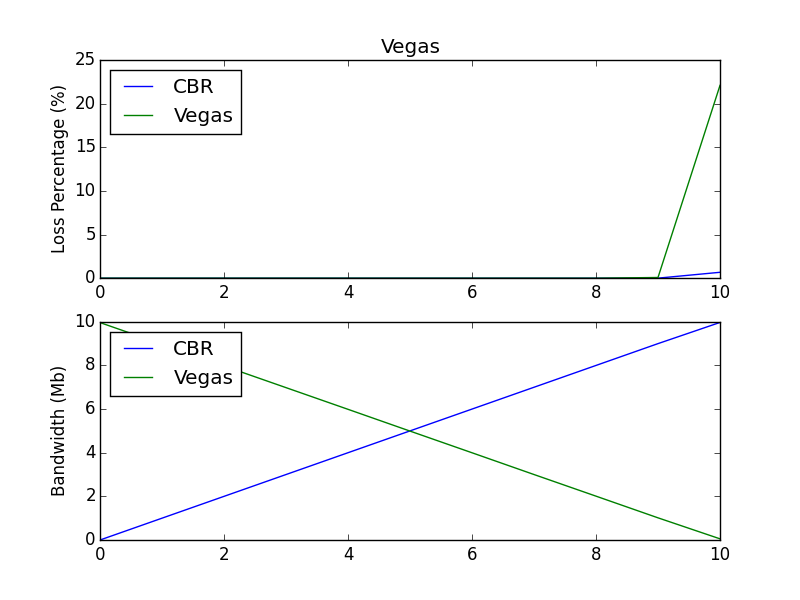 Vegas
Loss Percentage (%)
25
20
15
10
5
0
CBR
Vegas
0 2 4 6 8 10
Bandwidth (Mb)
10
8
6
4
2
0
CBR
Vegas
0 2 4 6 8 10